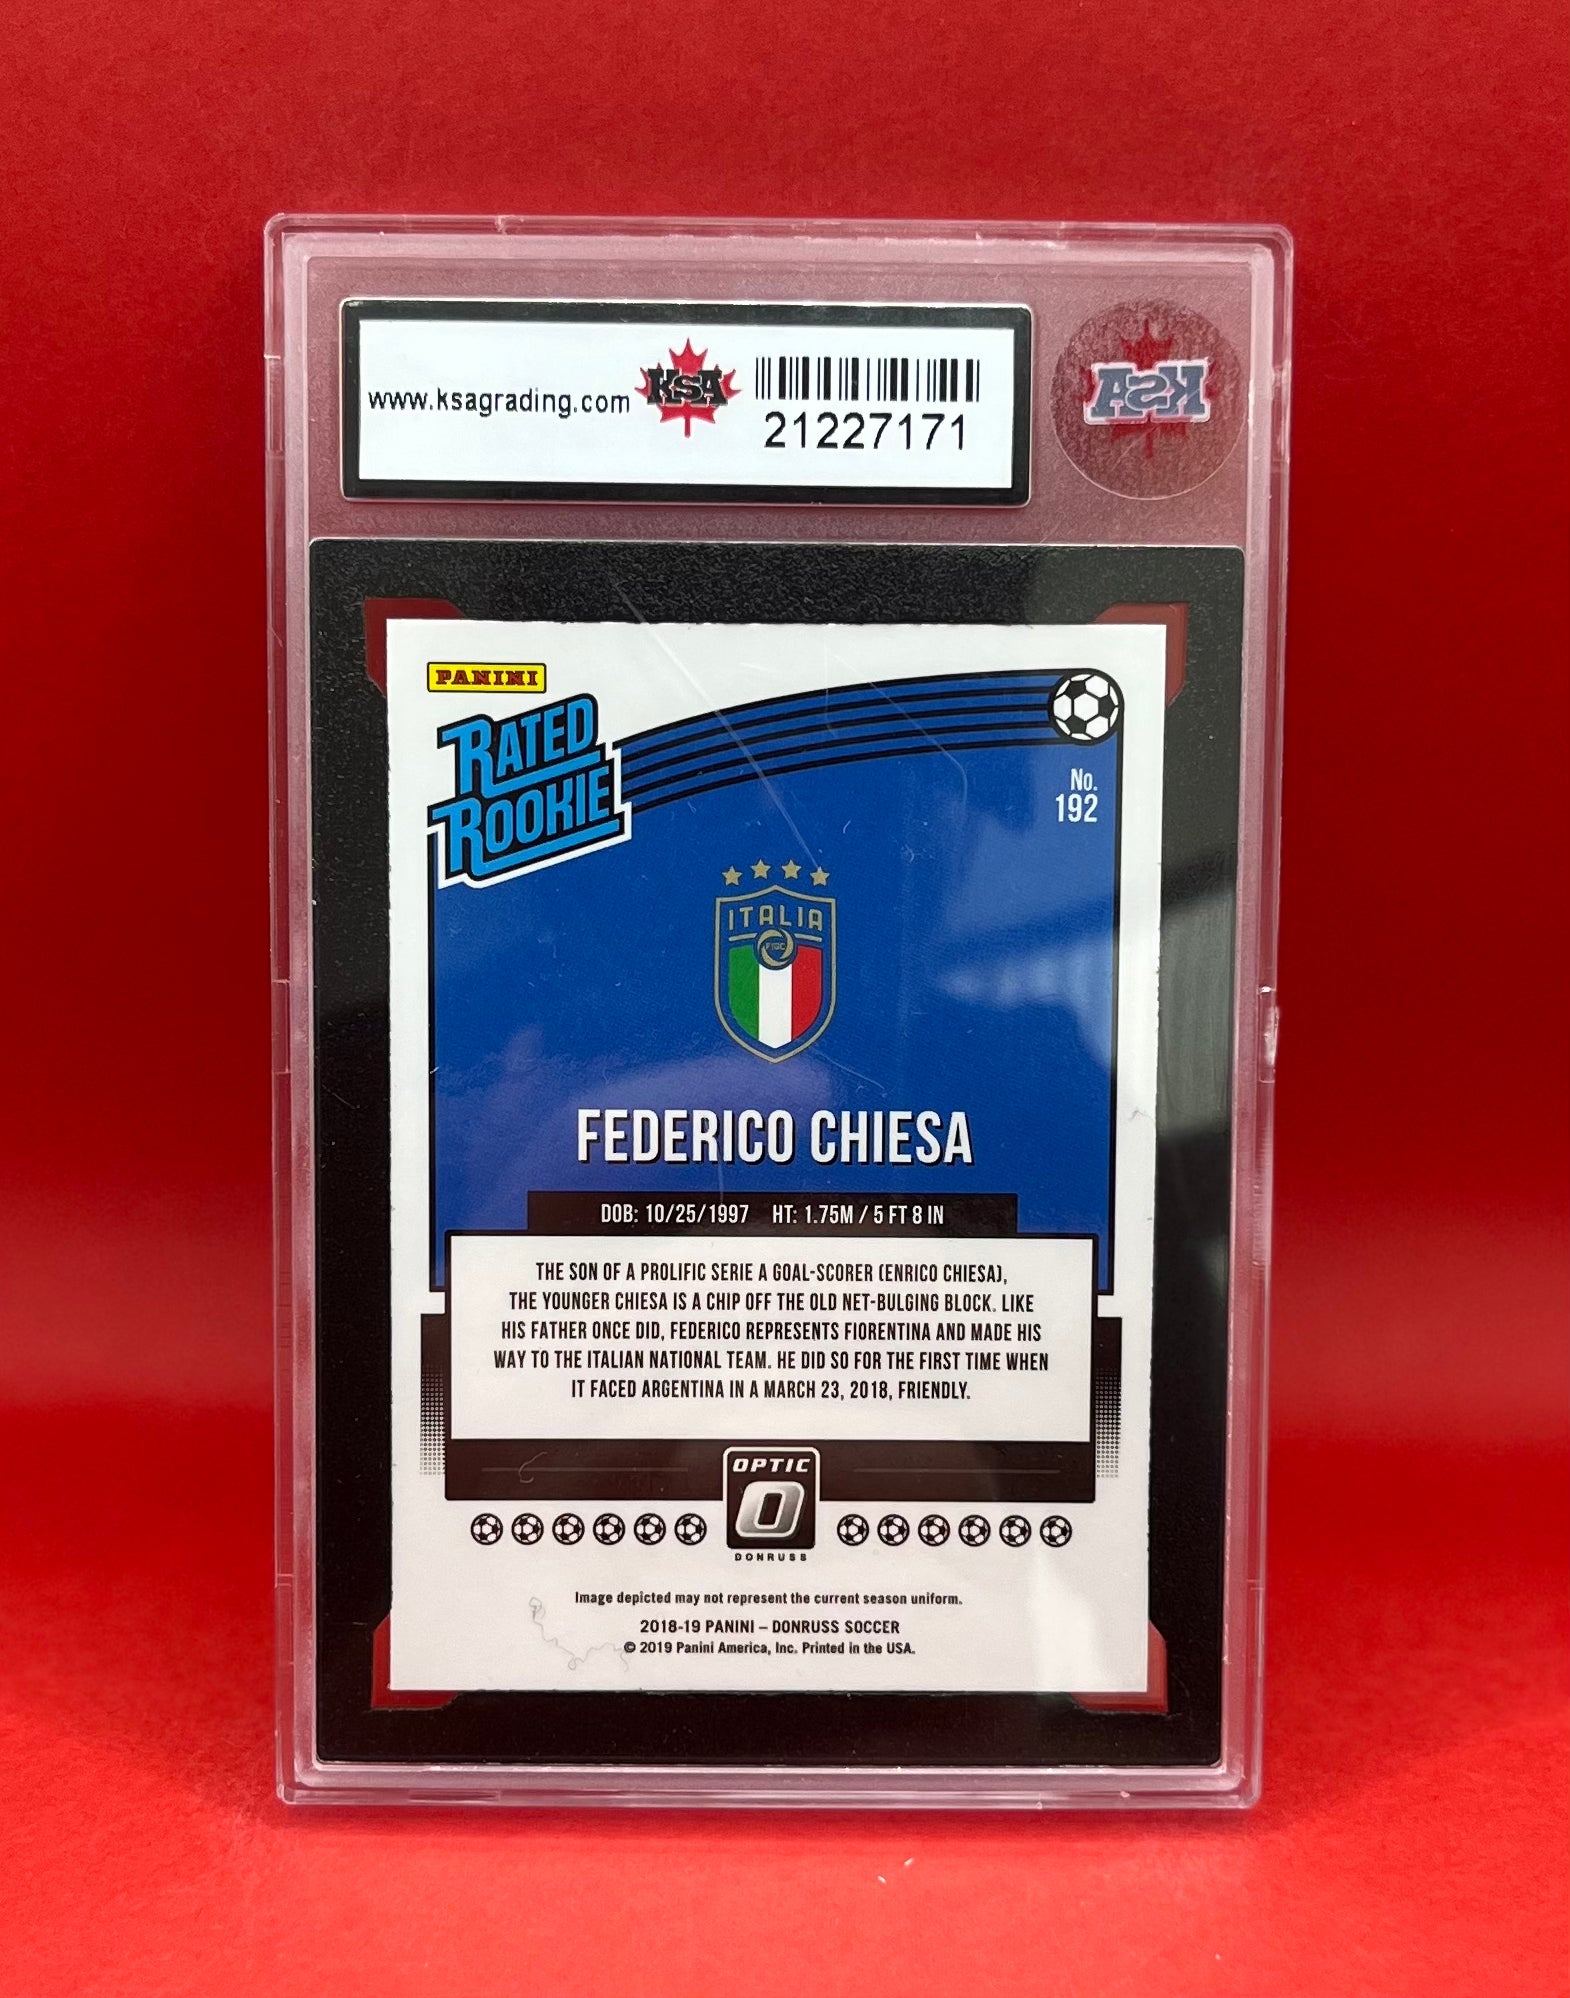 www.ksagrading.com
KSA
21227171
KSA
PANINI
RATED
ROOKIE
No.
192
ITALIA
FIGC
FEDERICO CHIESA
DOB: 10/25/1997 HT: 1.75M / 5 FT 8 IN
THE SON OF A PROLIFIC SERIE A GOAL-SCORER (ENRICO CHIESA),
THE YOUNGER CHIESA IS A CHIP OFF THE OLD NET-BULGING BLOCK. LIKE
HIS FATHER ONCE DID, FEDERICO REPRESENTS FIORENTINA AND MADE HIS
WAY TO THE ITALIAN NATIONAL TEAM. HE DID SO FOR THE FIRST TIME WHEN
IT FACED ARGENTINA IN A MARCH 23, 2018, FRIENDLY.
OPTIC
O
DONRUSS
Image depicted may not represent the current season uniform.
2018-19 PANINI – DONRUSS SOCCER
© 2019 Panini America, Inc. Printed in the USA.